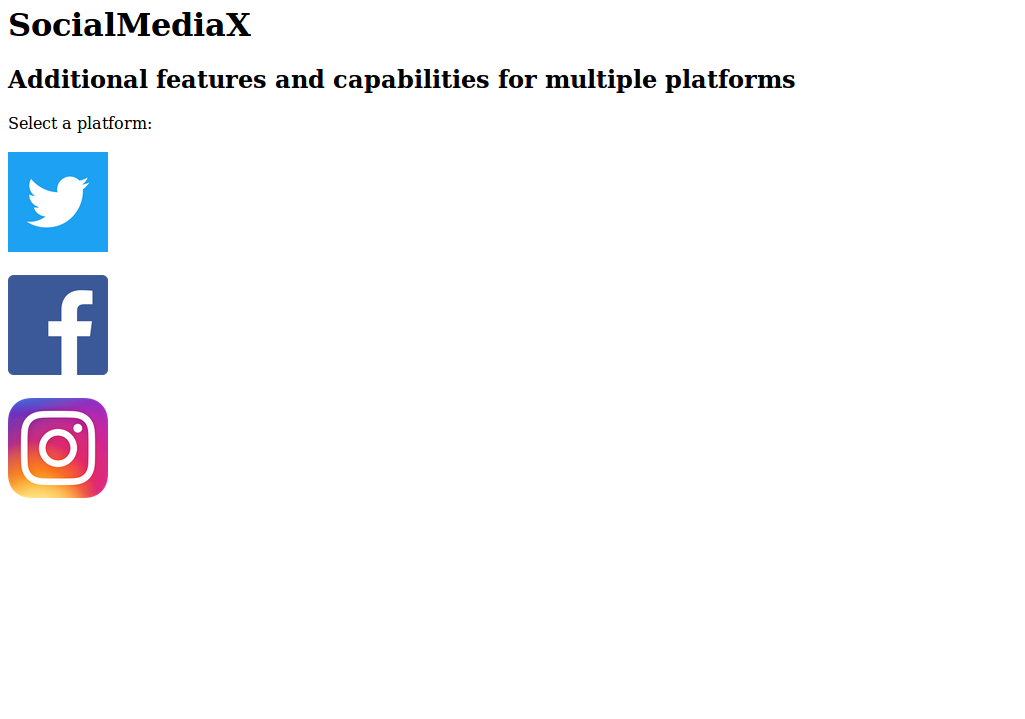 SocialMediaX
Additional features and capabilities for multiple platforms
Select a platform: